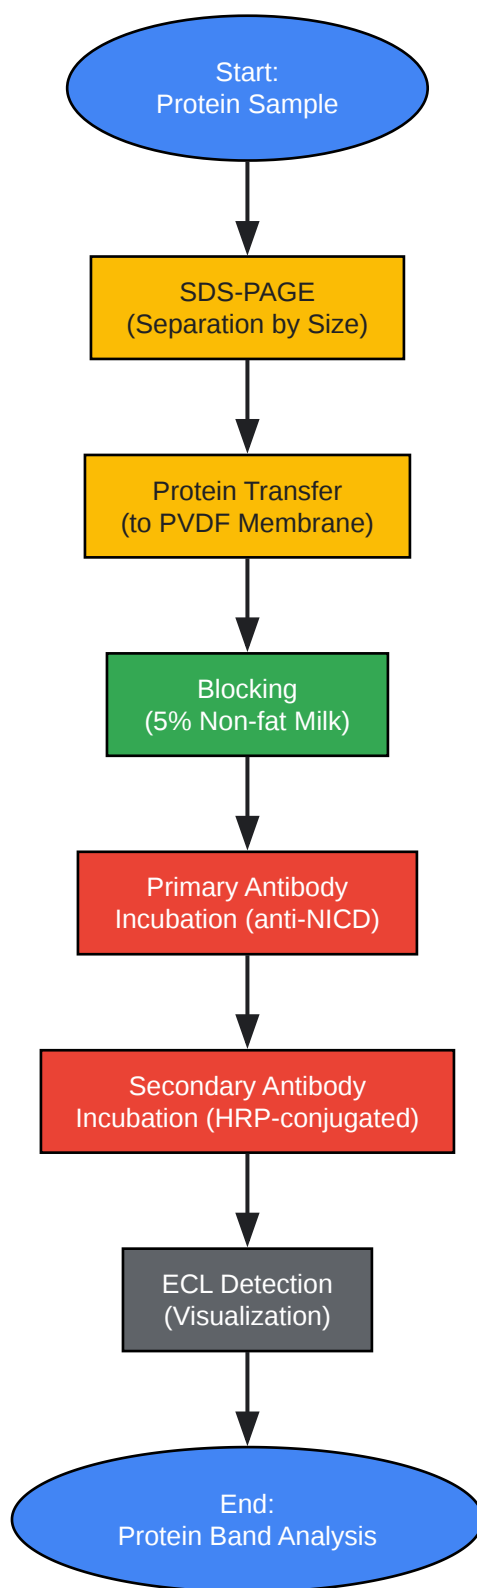 Start:
Protein Sample
SDS-PAGE
(Separation by Size)
Protein Transfer
(to PVDF Membrane)
Blocking
(5% Non-fat Milk)
Primary Antibody
Incubation (anti-NICD)
Secondary Antibody
Incubation (HRP-conjugated)
ECL Detection
(Visualization)
End:
Protein Band Analysis